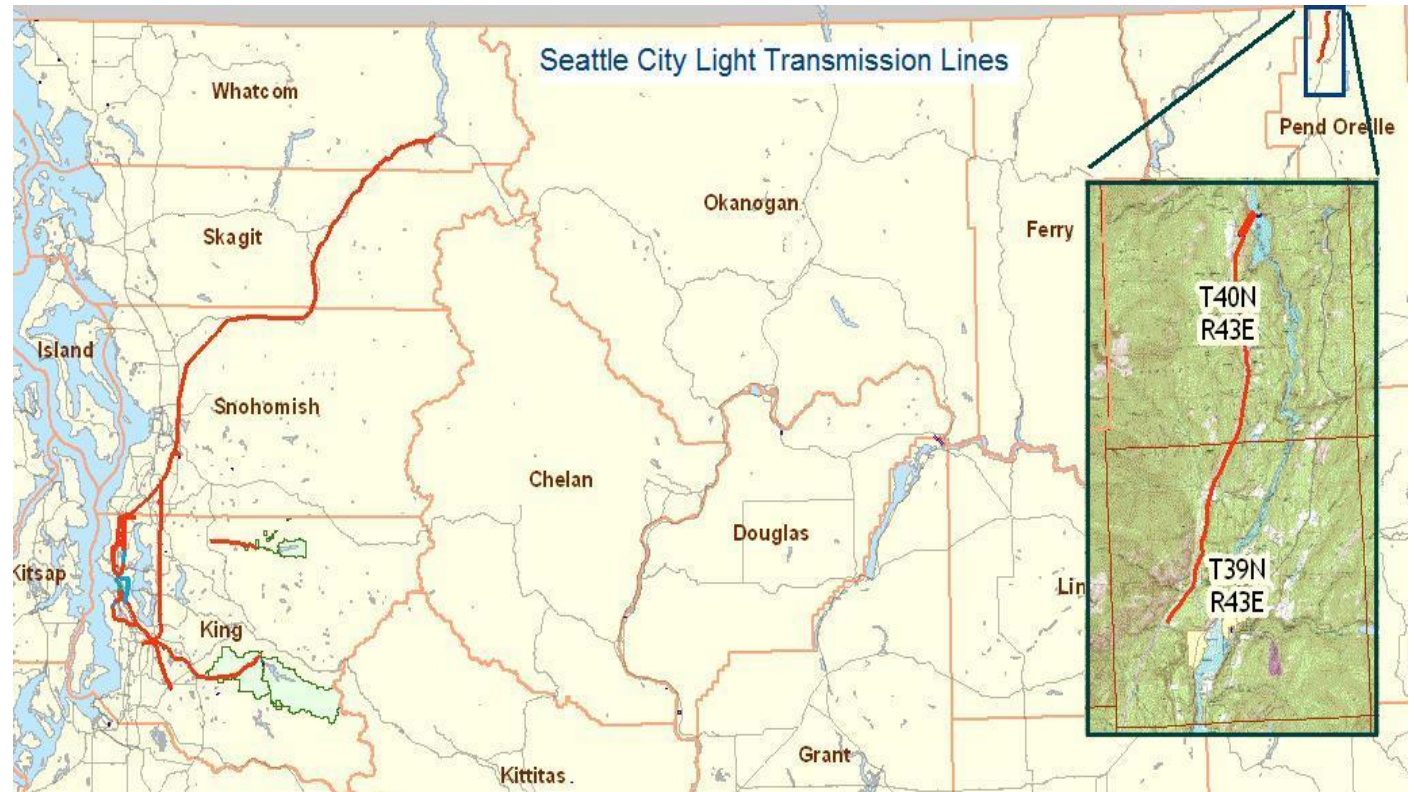 Seattle City Light Transmission Lines
Whatcom
Pend Oreille
Okanogan
Skagit
Ferry
T40N
R43E
Island
Snohomish
Chelan
Douglas
Kitsap
T39N
R43E
Lin
King
Grant
Kittitas